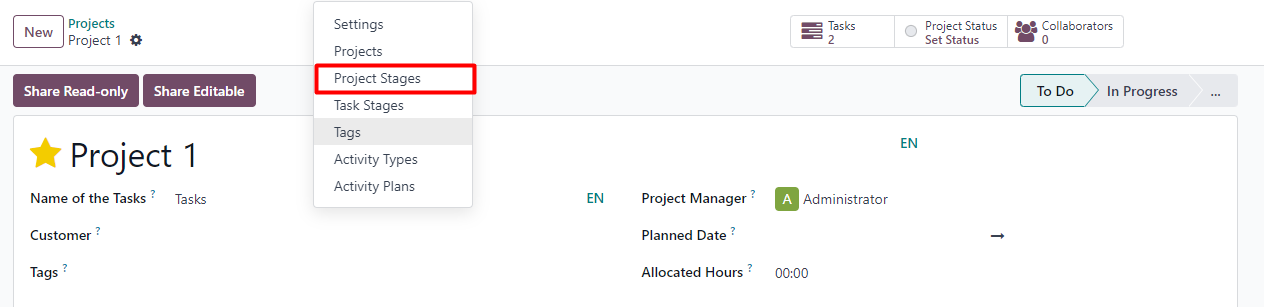 New
Projects
Project 1
Settings
Projects
Project Stages
Task Stages
Tags
Activity Types
Activity Plans
Tasks
2
Project Status
Set Status
Collaborators
0
Share Read-only
Share Editable
To Do
In Progress
...
Project 1
EN
Name of the Tasks ?
Tasks
EN
Project Manager ?
A
Administrator
Customer ?
Planned Date ?
Tags ?
Allocated Hours ?
00:00